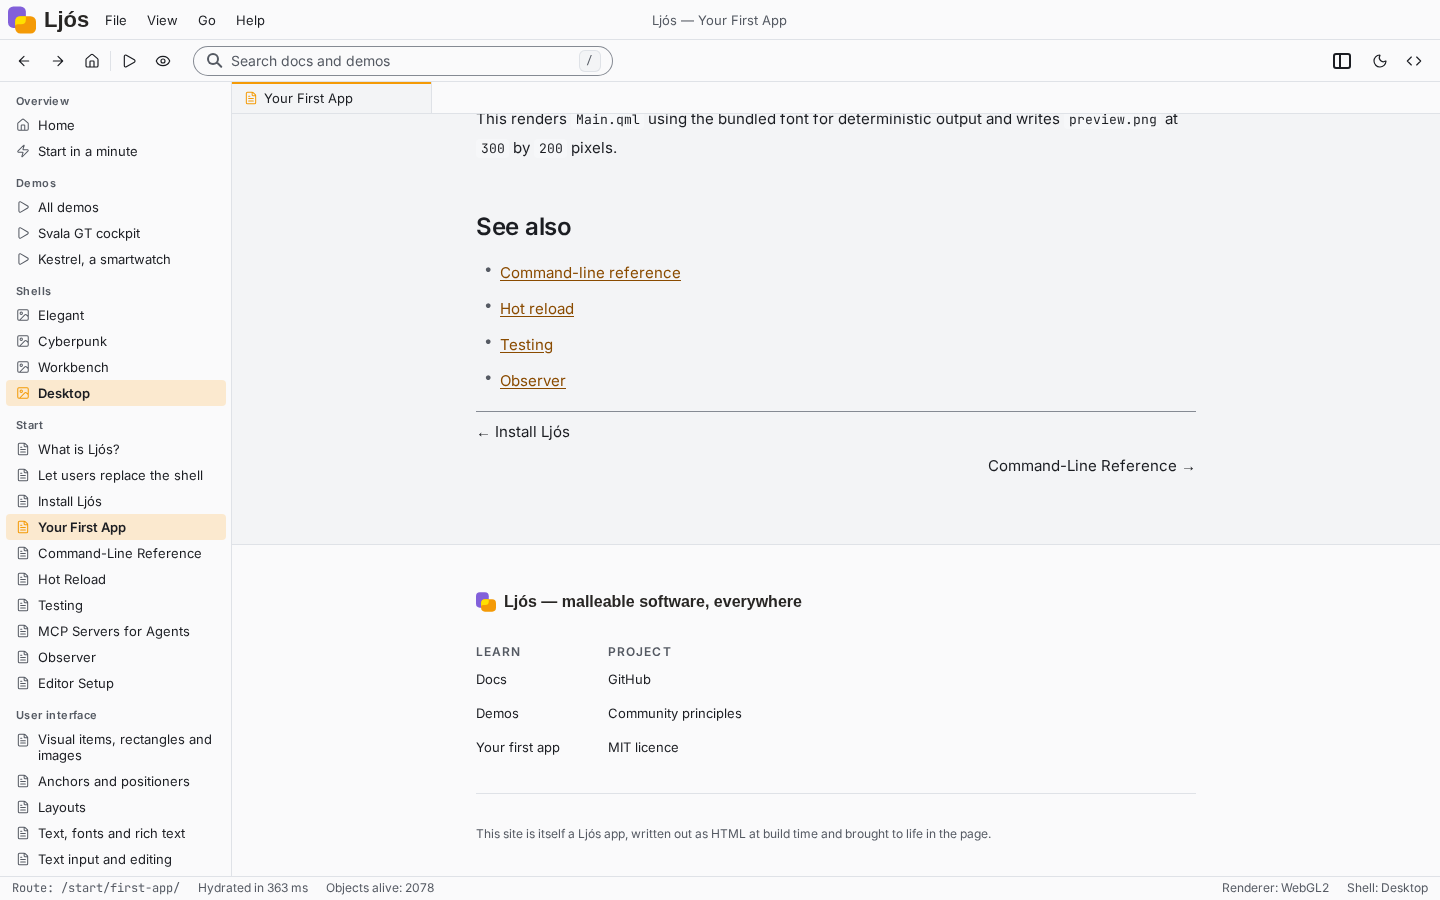 Ljós File View Go Help Ljós — Your First App
Search docs and demos /
Overview
Home
Start in a minute
Demos
All demos
Svala GT cockpit
Kestrel, a smartwatch
Shells
Elegant
Cyberpunk
Workbench
Desktop
Start
What is Ljós?
Let users replace the shell
Install Ljós
Your First App
Command-Line Reference
Hot Reload
Testing
MCP Servers for Agents
Observer
Editor Setup
User interface
Visual items, rectangles and
images
Anchors and positioners
Layouts
Text, fonts and rich text
Text input and editing
Your First App
This renders Main.qml using the bundled font for deterministic output and writes preview.png at
300 by 200 pixels.
See also
• Command-line reference
• Hot reload
• Testing
• Observer
← Install Ljós
Command-Line Reference →
Ljós — malleable software, everywhere
LEARN PROJECT
Docs GitHub
Demos Community principles
Your first app MIT licence
This site is itself a Ljós app, written out as HTML at build time and brought to life in the page.
Route: /start/first-app/ Hydrated in 363 ms Objects alive: 2078 Renderer: WebGL2 Shell: Desktop